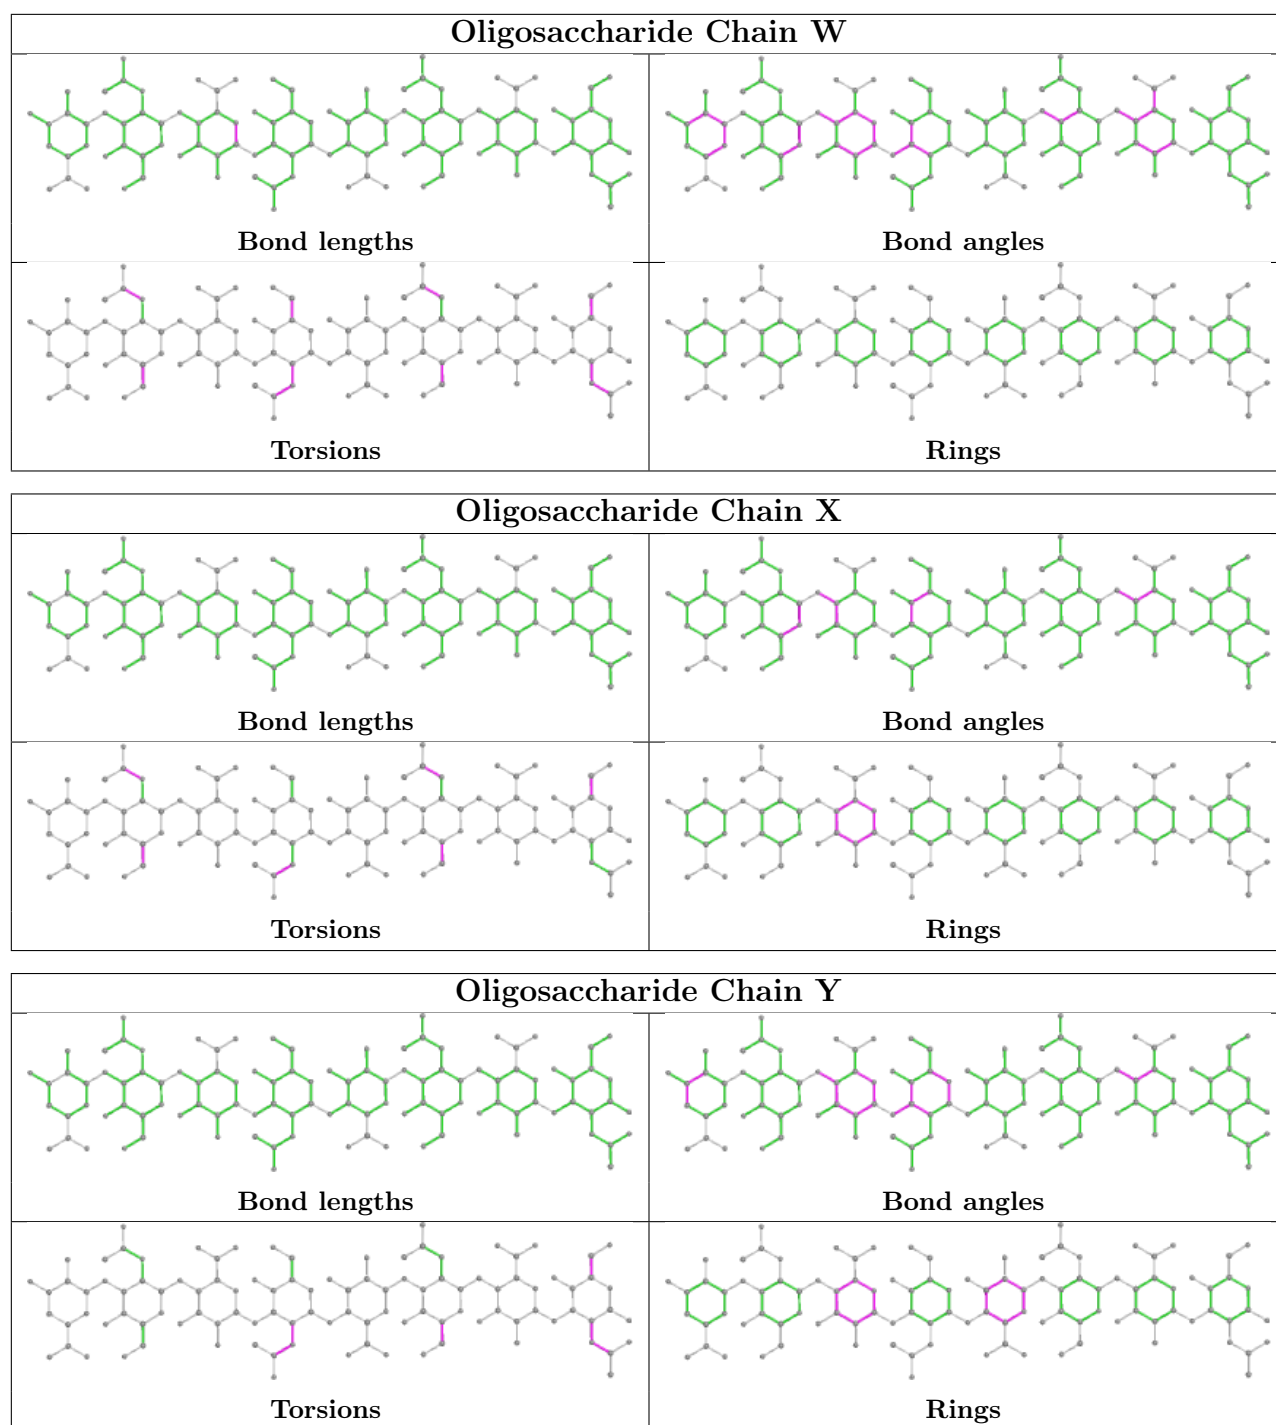 Oligosaccharide Chain W
Bond lengths
Bond angles
Torsions
Rings
Oligosaccharide Chain X
Bond lengths
Bond angles
Torsions
Rings
Oligosaccharide Chain Y
Bond lengths
Bond angles
Torsions
Rings